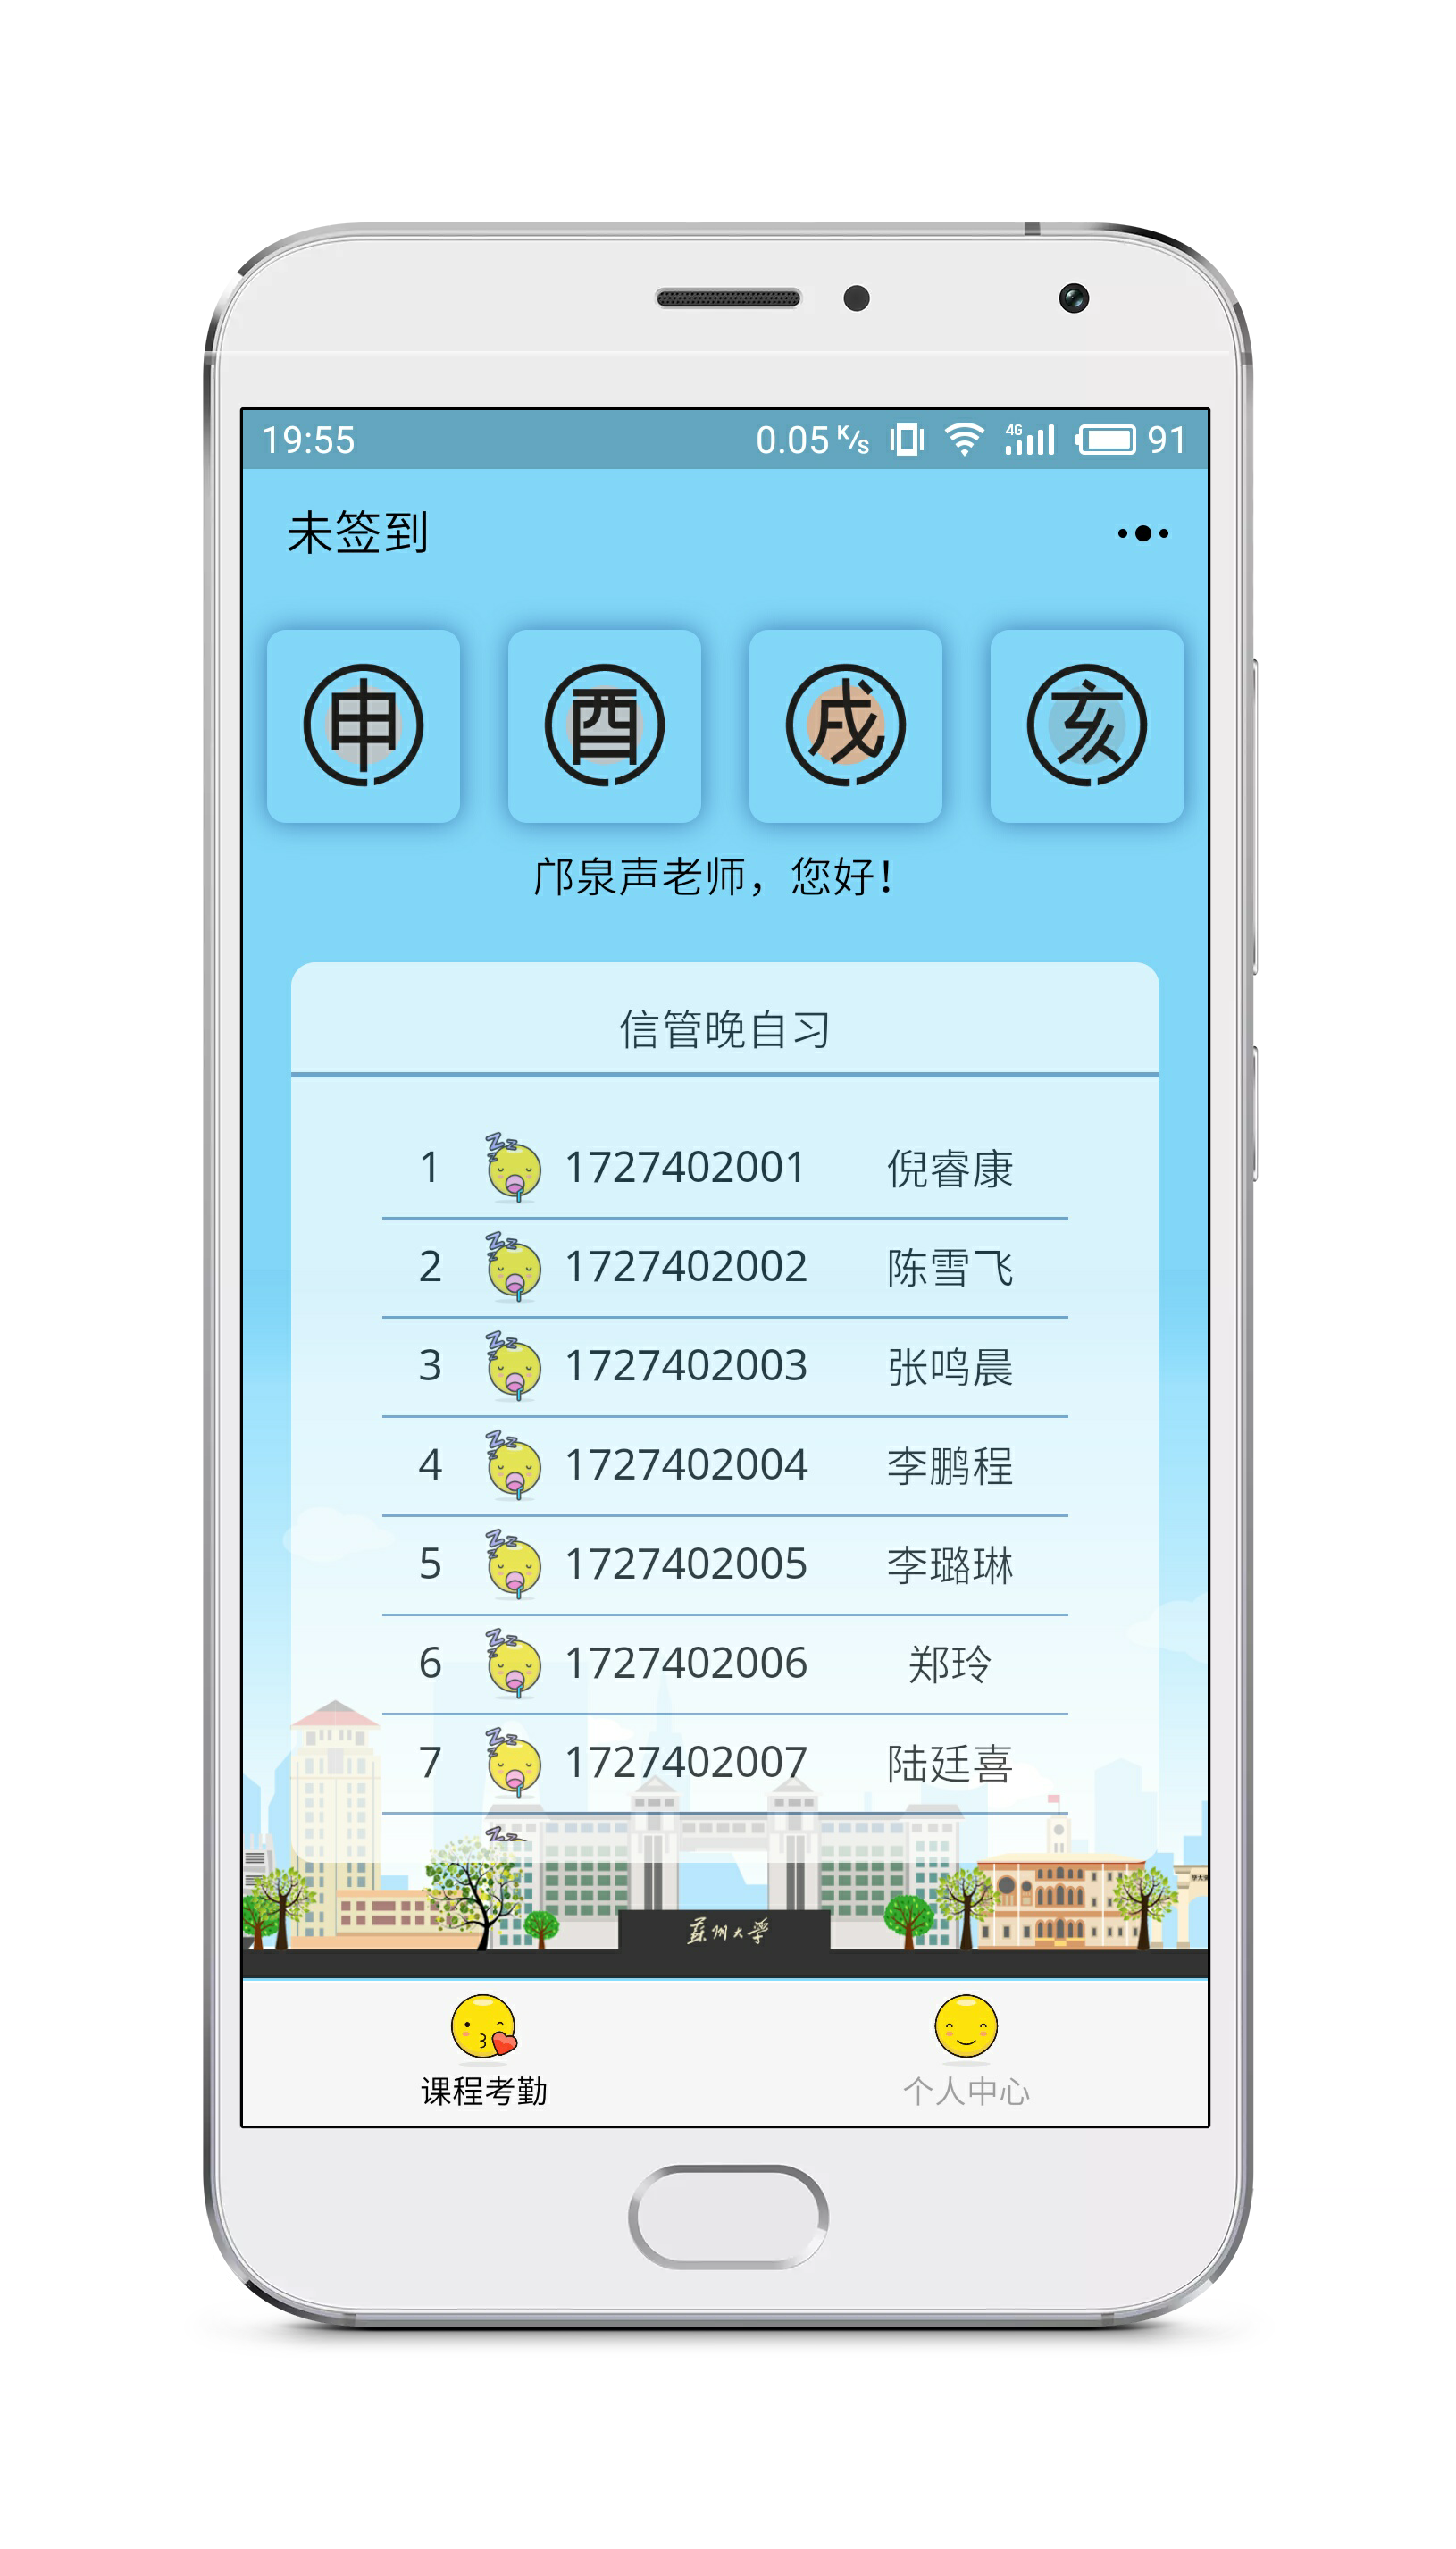 19:55 0.05 K/s 4G 91
未签到
申 酉 戌 亥
邝泉声老师，您好！
信管晚自习
1 1727402001 倪睿康
2 1727402002 陈雪飞
3 1727402003 张鸣晨
4 1727402004 李鹏程
5 1727402005 李璐琳
6 1727402006 郑玲
7 1727402007 陆廷喜
蘇州大學
课程考勤 个人中心